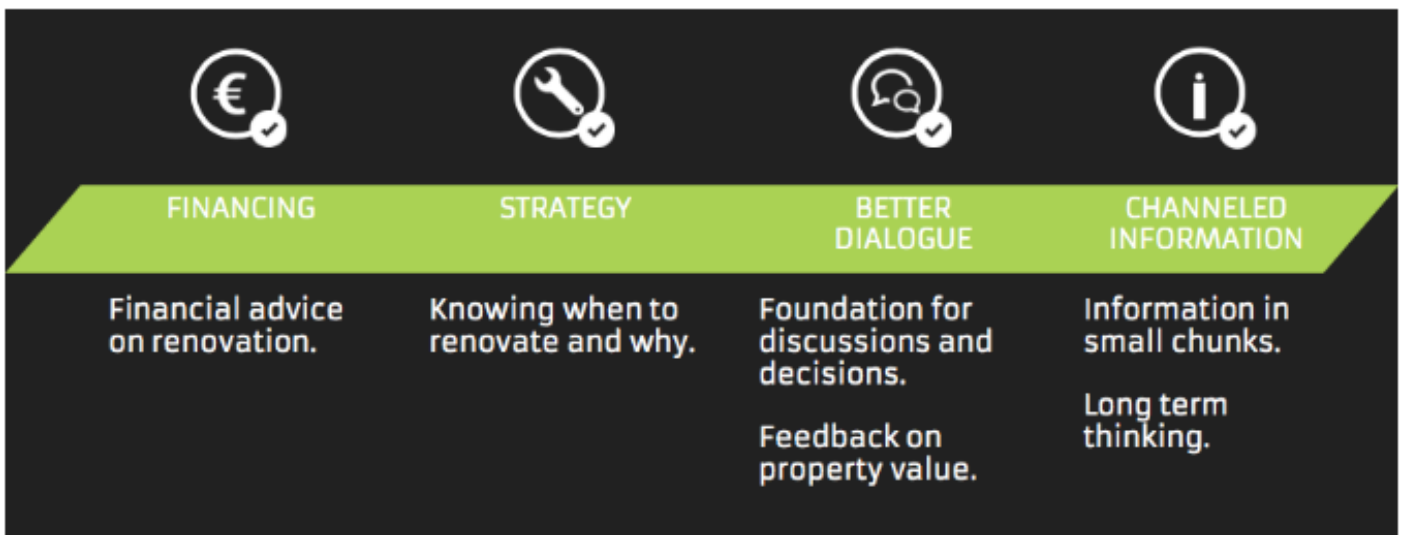 €
i
FINANCING
STRATEGY
BETTER
DIALOGUE
CHANNELED
INFORMATION
Financial advice
on renovation.
Knowing when to
renovate and why.
Foundation for
discussions and
decisions.
Feedback on
property value.
Information in
small chunks.
Long term
thinking.